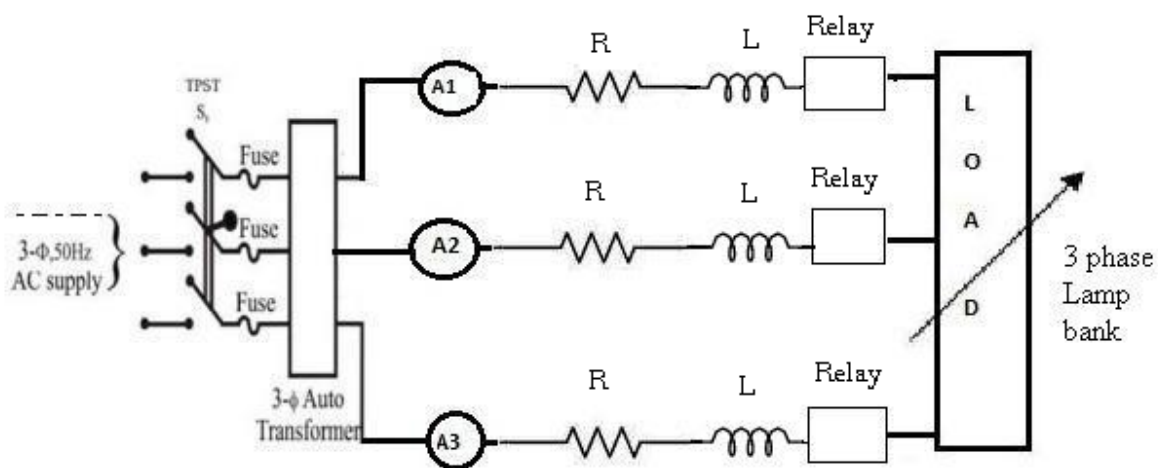 TPST
S₁
Fuse
Fuse
Fuse
3-Φ,50Hz
AC supply
3-ϕ Auto
Transformer
A1
R
L
Relay
A2
R
L
Relay
A3
R
L
Relay
L
O
A
D
3 phase
Lamp
bank